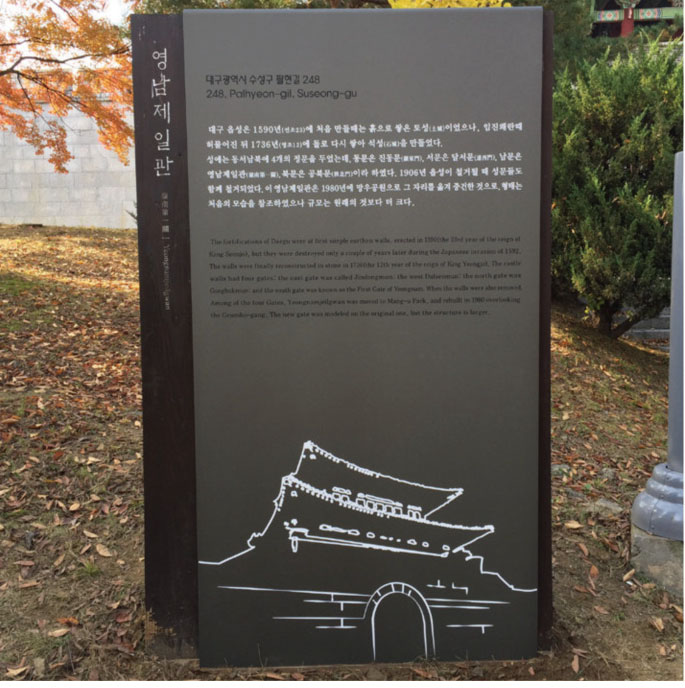 영남제일관
嶺南第一關 Yeongnamjeilgwan
대구광역시 수성구 팔현길 248
248, Palhyeon-gil, Suseong-gu
대구 읍성은 1590년(선조23)에 처음 만들때는 흙으로 쌓은 토성(土城)이었으나, 임진왜란때
허물어진 뒤 1736년(영조12)에 돌로 다시 쌓아 석성(石城)을 만들었다.
성에는 동서남북에 4개의 정문을 두었는데, 동문은 진동문(鎭東門), 서문은 달서문(達西門), 남문은
영남제일관(嶺南第一關), 북문은 공북문(拱北門)이라 하였다. 1906년 읍성이 철거될 때 성문들도
함께 철거되었다. 이 영남제일관은 1980년에 망우공원으로 그 자리를 옮겨 중건한 것으로, 형태는
처음의 모습을 참조하였으나 규모는 원래의 것보다 더 크다.
The fortifications of Daegu were at first simple earthen walls, erected in 1590(the 23rd year of the reign of
King Seonjo), but they were destroyed only a couple of years later during the Japanese invasion of 1592.
The walls were finally reconstructed in stone in 1736(the 12th year of the reign of King Yeongjo). The castle
walls had four gates; the east gate was called the west Dalseomun; the north gate was
and the south gate was known as the First Gate of Yeongnam. When the walls were also removed.
Among of the four Gates, Yeongnamjeilgwan was moved to Mang-u Park, and rebuilt in 1980 overlooking
the Geumho-gang. The new gate was modeled on the original one, but the structure is larger.